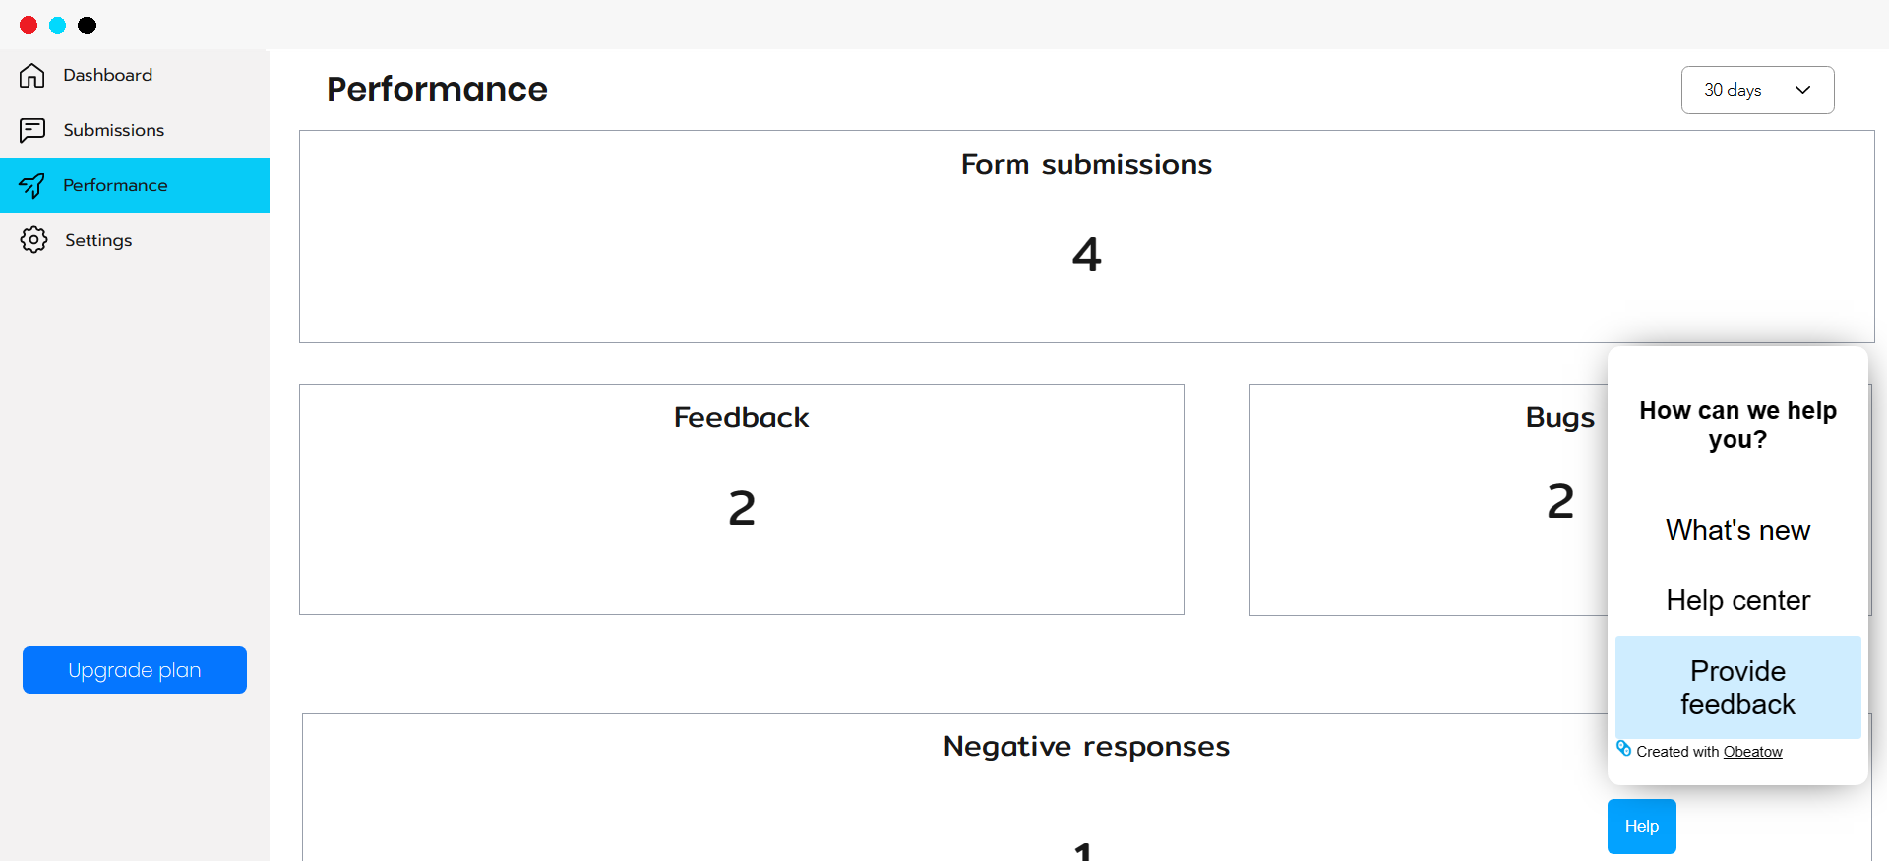 Dashboard
Submissions
Performance
Settings
Upgrade plan
Performance
30 days
Form submissions
4
Feedback
2
Bugs
2
Negative responses
1
How can we help
you?
What's new
Help center
Provide
feedback
Created with Obeatow
Help